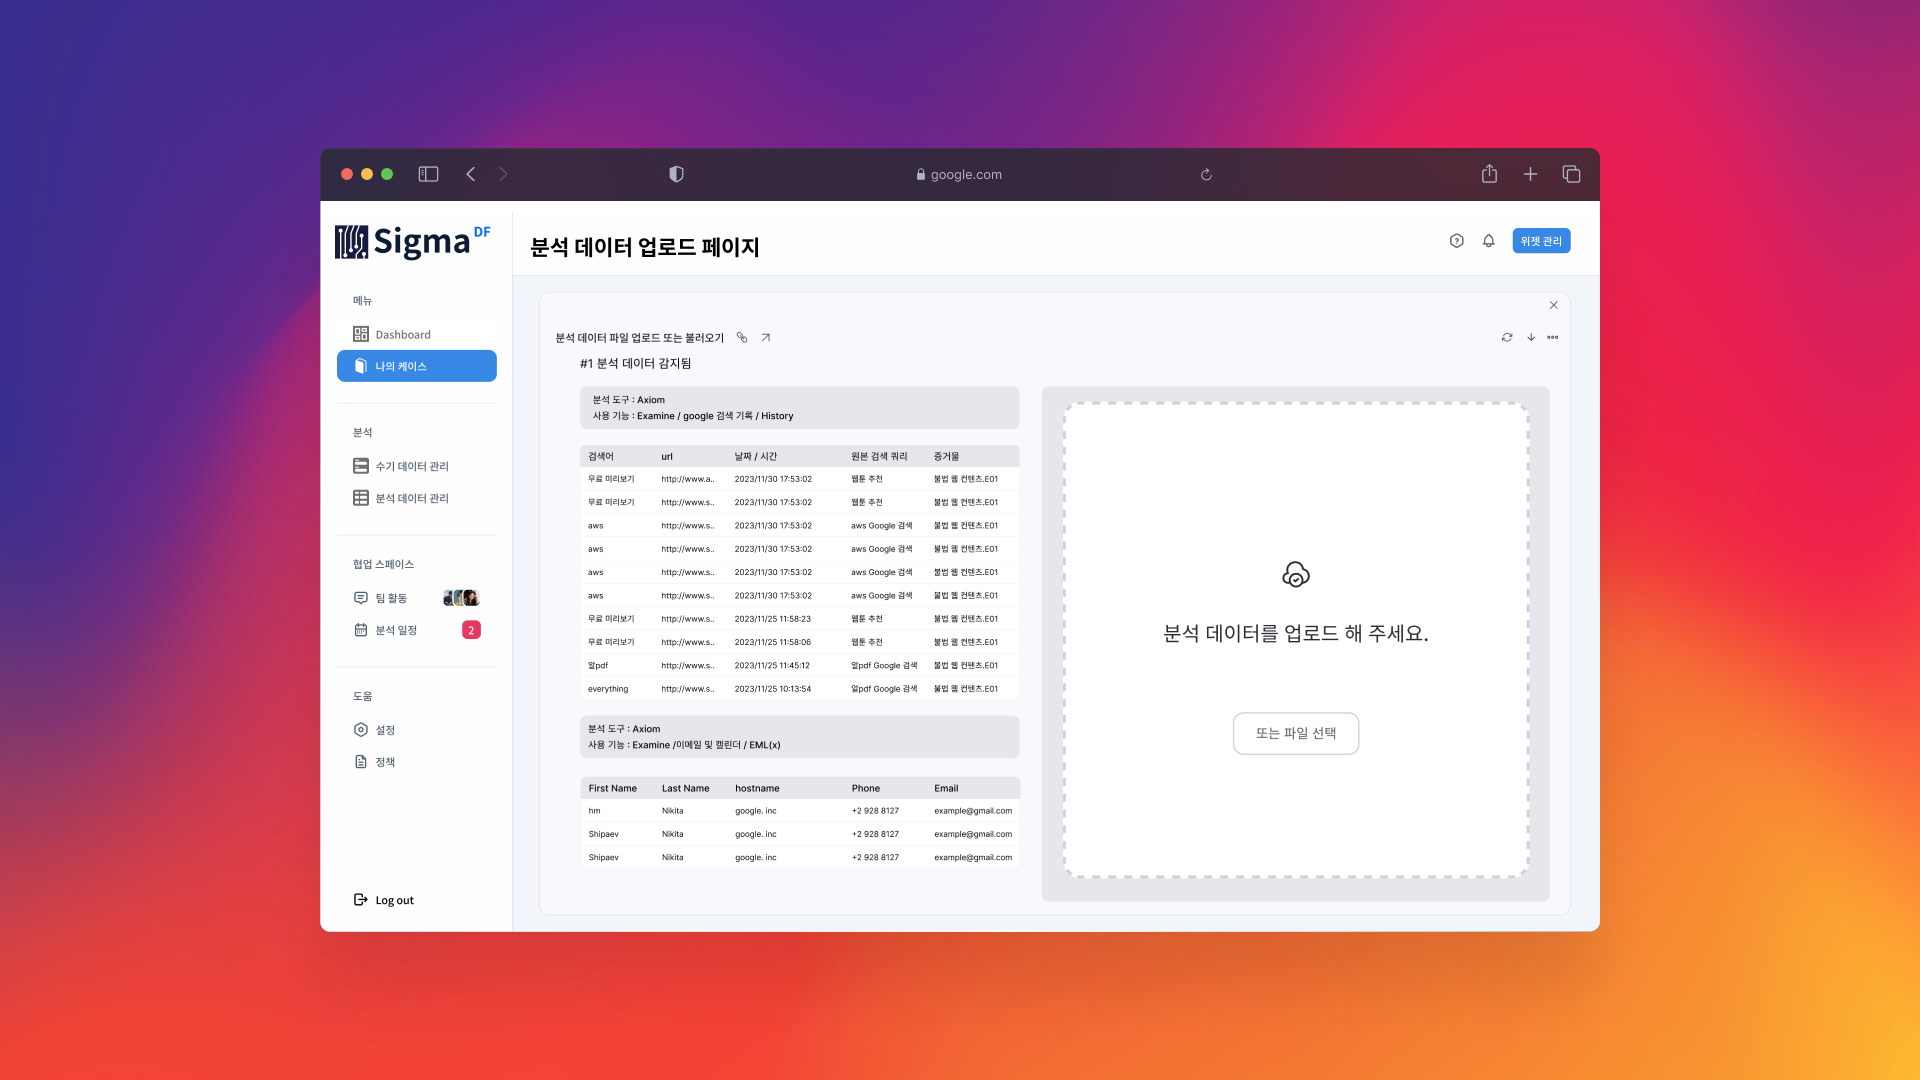 google.com
Sigma DF
분석 데이터 업로드 페이지
위젯 관리
메뉴
Dashboard
나의 케이스
분석
수기 데이터 관리
분석 데이터 관리
협업 스페이스
팀 활동
분석 일정 2
도움
설정
정책
Log out
분석 데이터 파일 업로드 또는 불러오기
#1 분석 데이터 감지됨
분석 도구 : Axiom
사용 기능 : Examine / google 검색 기록 / History
검색어 url 날짜 / 시간 원본 검색 쿼리 증거물
무료 미리보기 http://www.a.. 2023/11/30 17:53:02 웹툰 추천 불법 웹 컨텐츠.E01
무료 미리보기 http://www.s.. 2023/11/30 17:53:02 웹툰 추천 불법 웹 컨텐츠.E01
aws http://www.s.. 2023/11/30 17:53:02 aws Google 검색 불법 웹 컨텐츠.E01
aws http://www.s.. 2023/11/30 17:53:02 aws Google 검색 불법 웹 컨텐츠.E01
aws http://www.s.. 2023/11/30 17:53:02 aws Google 검색 불법 웹 컨텐츠.E01
aws http://www.s.. 2023/11/30 17:53:02 aws Google 검색 불법 웹 컨텐츠.E01
무료 미리보기 http://www.s.. 2023/11/25 11:58:23 웹툰 추천 불법 웹 컨텐츠.E01
무료 미리보기 http://www.s.. 2023/11/25 11:58:06 웹툰 추천 불법 웹 컨텐츠.E01
알pdf http://www.s.. 2023/11/25 11:45:12 알pdf Google 검색 불법 웹 컨텐츠.E01
everything http://www.s.. 2023/11/25 10:13:54 알pdf Google 검색 불법 웹 컨텐츠.E01
분석 도구 : Axiom
사용 기능 : Examine /이메일 및 캘린더 / EML(x)
First Name Last Name hostname Phone Email
hm Nikita google. inc +2 928 8127 example@gmail.com
Shipaev Nikita google. inc +2 928 8127 example@gmail.com
Shipaev Nikita google. inc +2 928 8127 example@gmail.com
분석 데이터를 업로드 해 주세요.
또는 파일 선택